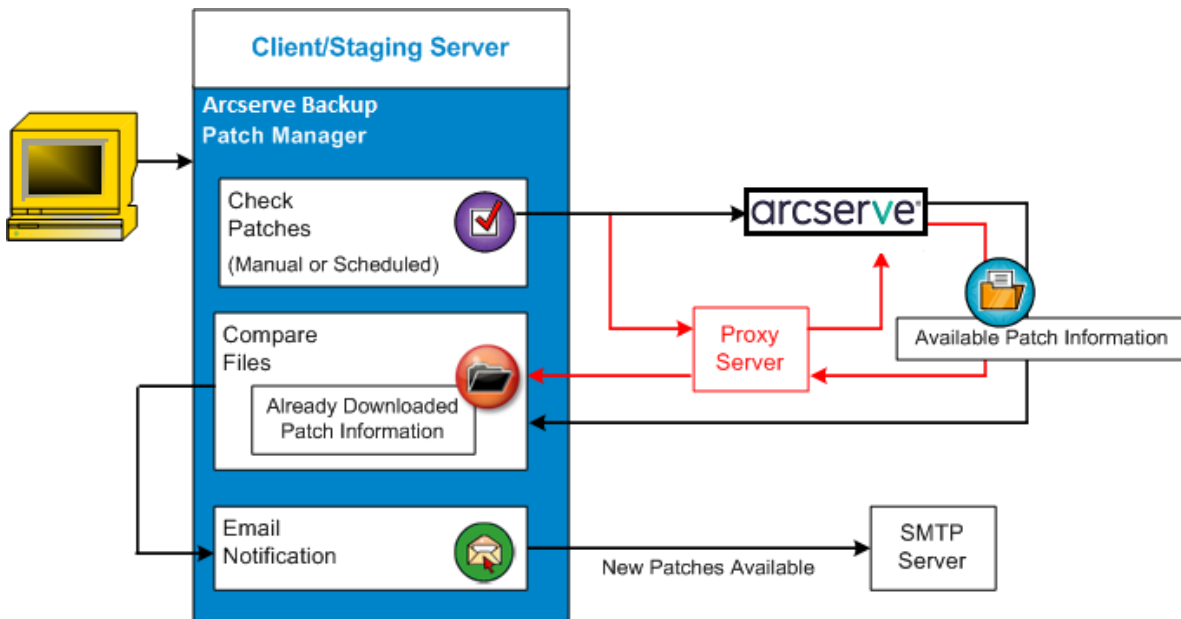 Client/Staging Server
Arcserve Backup
Patch Manager
Check
Patches
(Manual or Scheduled)
arcserve®
Proxy
Server
Available Patch Information
Compare
Files
Already Downloaded
Patch Information
Email
Notification
New Patches Available
SMTP
Server